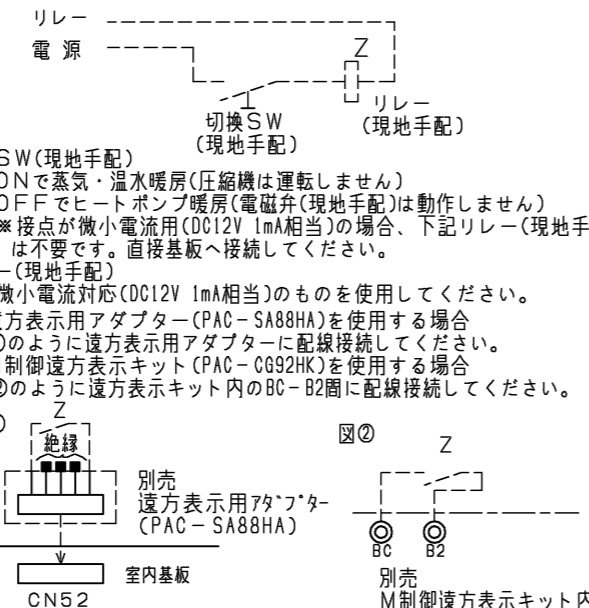 リレー
電 源
Z
切換SW
(現地手配)
リレー
(現地手配)
SW(現地手配)
ONで蒸気・温水暖房(圧縮機は運転しません)
OFFでヒートポンプ暖房(電磁弁(現地手配)は動作しません)
※接点が微小電流用(DC12V 1mA相当)の場合、下記リレー(現地手
は不要です。直接基板へ接続してください。
ー(現地手配)
微小電流対応(DC12V 1mA相当)のものを使用してください。
方表示用アダプター(PAC-SA88HA)を使用する場合
のように遠方表示用アダプターに配線接続してください。
制御遠方表示キット(PAC-CG92HK)を使用する場合
②のように遠方表示キット内のBC-B2間に配線接続してください。
Z
絶縁
別売
遠方表示用アダプター
(PAC-SA88HA)
室内基板
CN52
図②
Z
BC
B2
別売
M制御遠方表示キット内